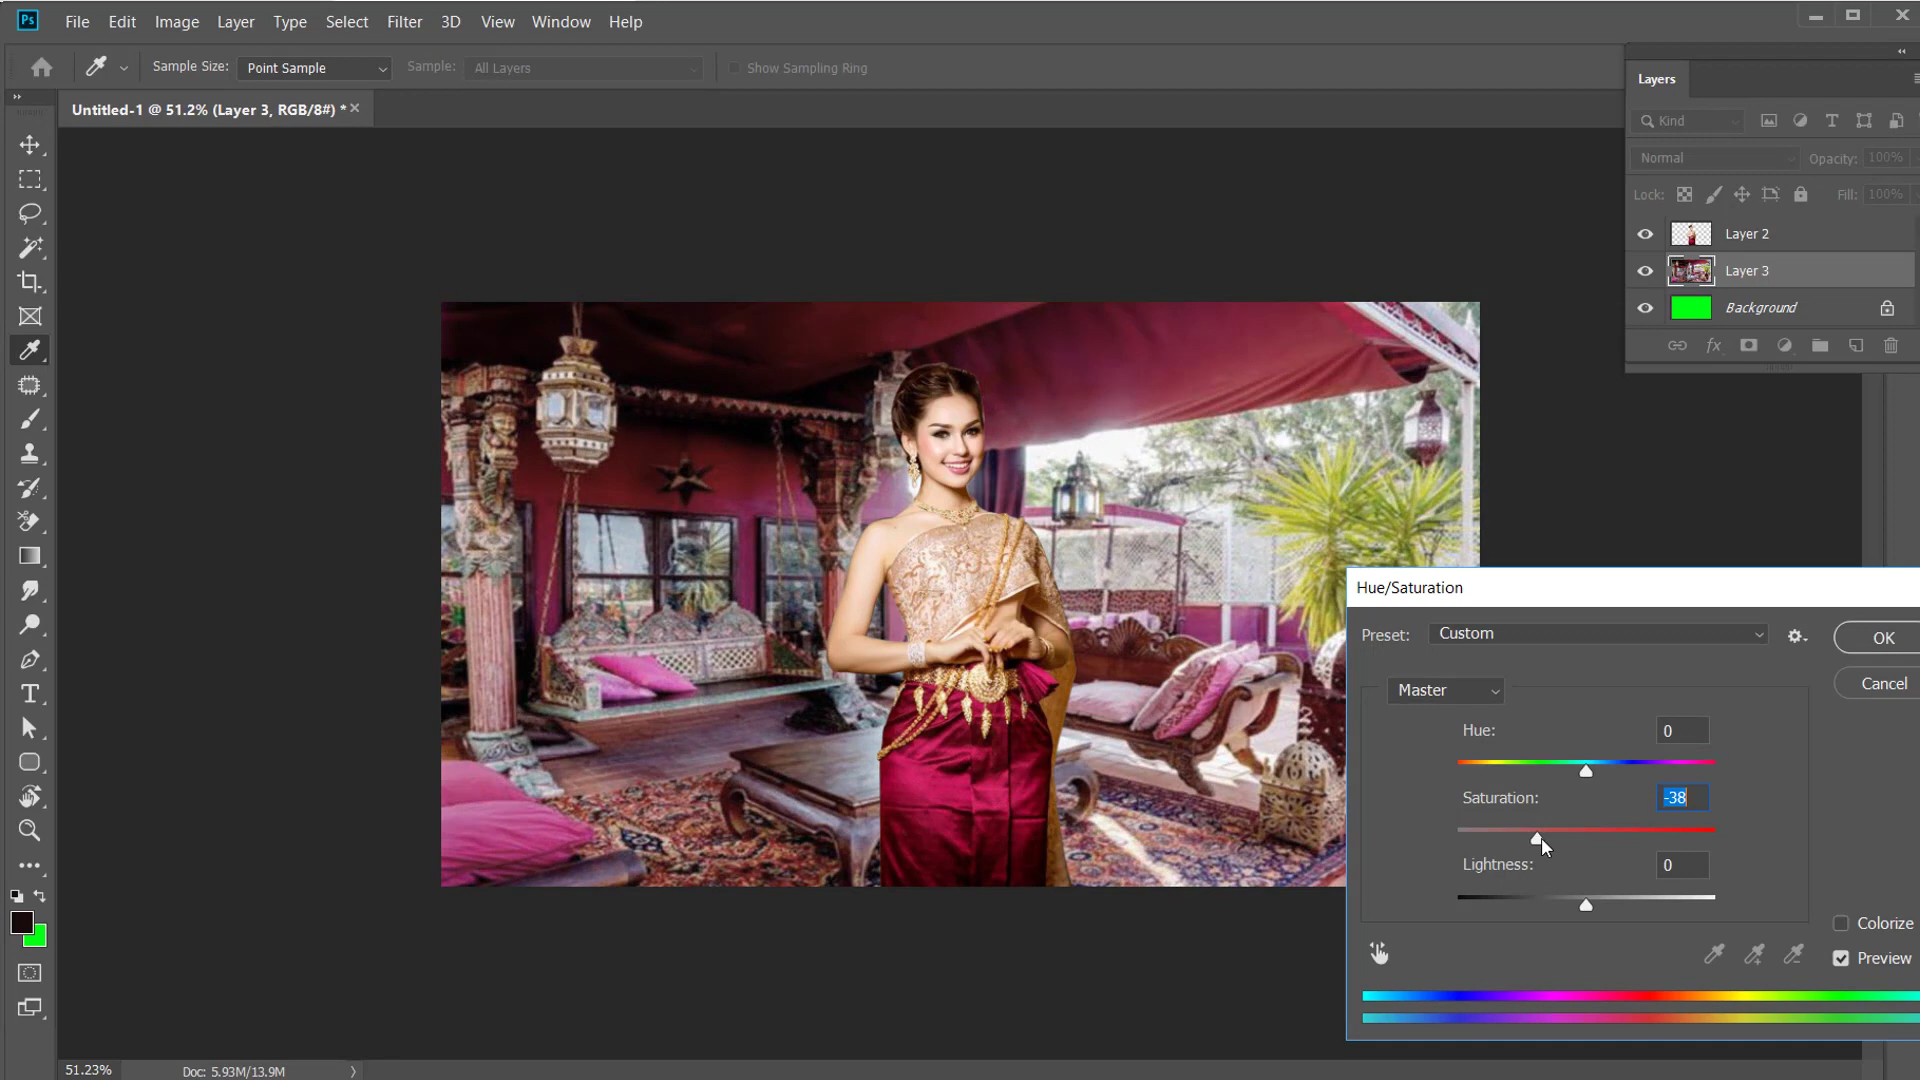 Ps File Edit Image Layer Type Select Filter 3D View Window Help
Sample Size: Point Sample Sample: All Layers Show Sampling Ring
Untitled-1 @ 51.2% (Layer 3, RGB/8#) *
Layers
Kind
Normal Opacity: 100%
Lock: Fill: 100%
Layer 2
Layer 3
Background
fx
Hue/Saturation
Preset: Custom OK
Master Cancel
Hue: 0
Saturation: -38
Lightness: 0
Colorize
Preview
51.23% Doc: 5.93M/13.9M